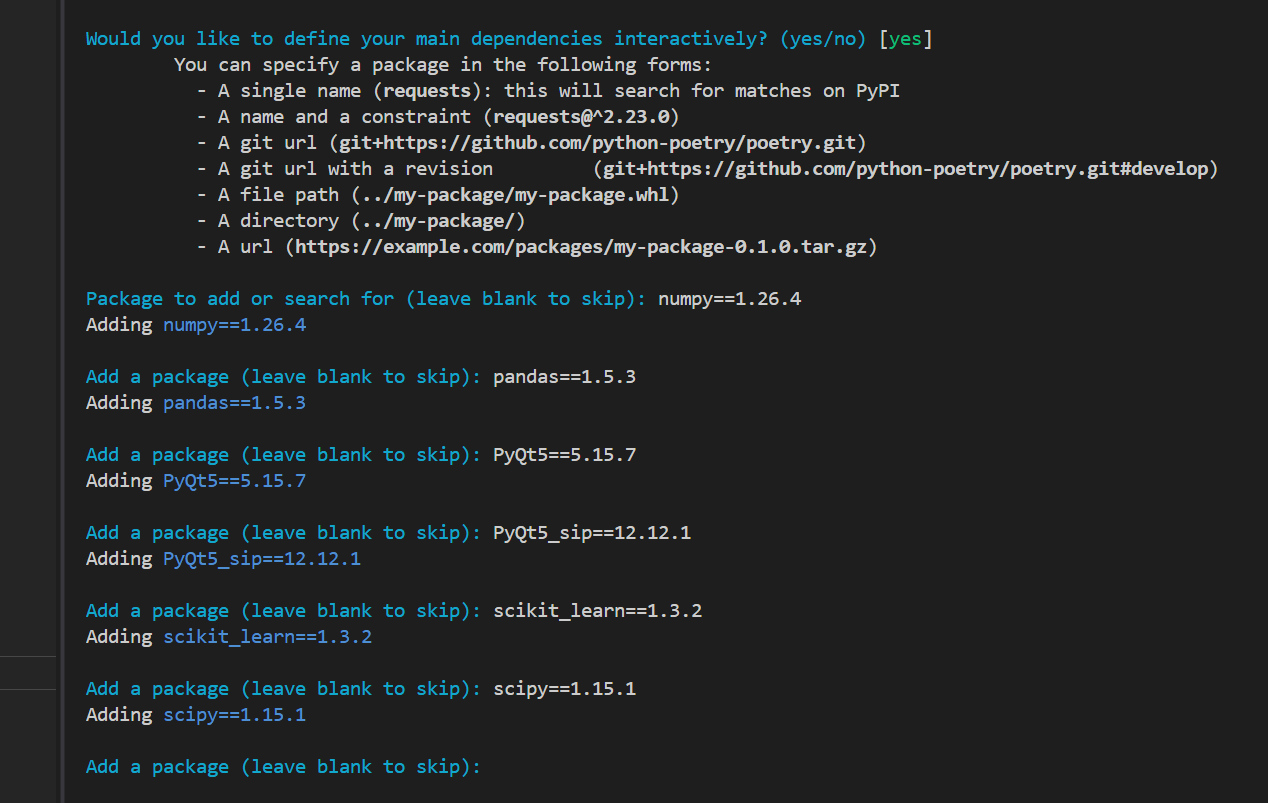 Would you like to define your main dependencies interactively? (yes/no) [yes]
You can specify a package in the following forms:
- A single name (requests): this will search for matches on PyPI
- A name and a constraint (requests@^2.23.0)
- A git url (git+https://github.com/python-poetry/poetry.git)
- A git url with a revision         (git+https://github.com/python-poetry/poetry.git#develop)
- A file path (../my-package/my-package.whl)
- A directory (../my-package/)
- A url (https://example.com/packages/my-package-0.1.0.tar.gz)
Package to add or search for (leave blank to skip): numpy==1.26.4
Adding numpy==1.26.4
Add a package (leave blank to skip): pandas==1.5.3
Adding pandas==1.5.3
Add a package (leave blank to skip): PyQt5==5.15.7
Adding PyQt5==5.15.7
Add a package (leave blank to skip): PyQt5_sip==12.12.1
Adding PyQt5_sip==12.12.1
Add a package (leave blank to skip): scikit_learn==1.3.2
Adding scikit_learn==1.3.2
Add a package (leave blank to skip): scipy==1.15.1
Adding scipy==1.15.1
Add a package (leave blank to skip):